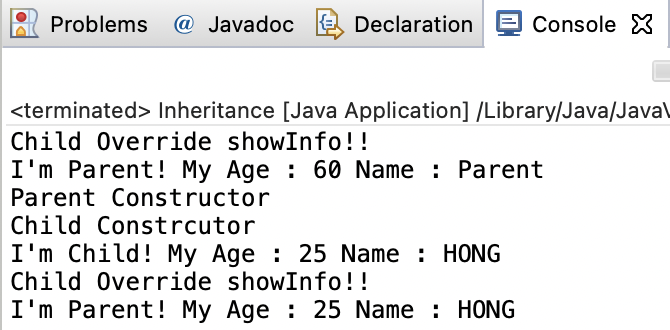 Problems @ Javadoc Declaration Console
<terminated> Inheritance [Java Application] /Library/Java/Java
Child Override showInfo!!
I'm Parent! My Age : 60 Name : Parent
Parent Constructor
Child Constrcutor
I'm Child! My Age : 25 Name : HONG
Child Override showInfo!!
I'm Parent! My Age : 25 Name : HONG